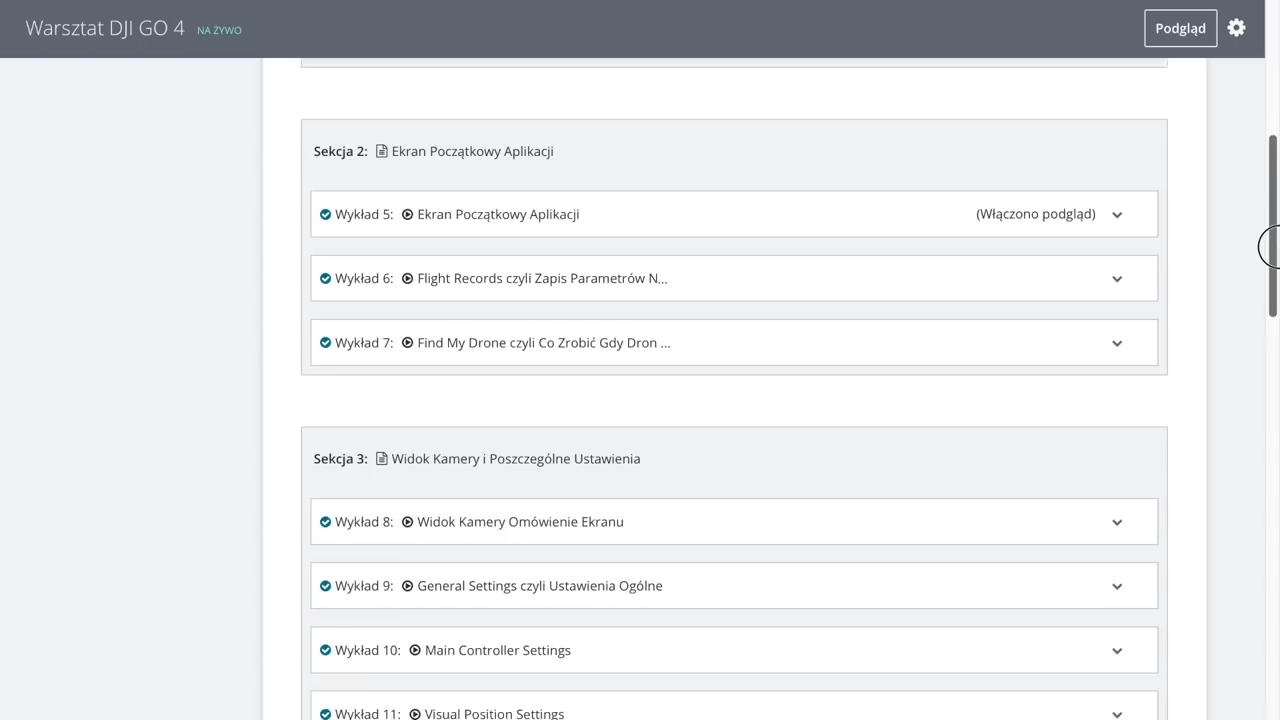 Warsztat DJI GO 4 NA ŻYWO
Podgląd
Sekcja 2: Ekran Początkowy Aplikacji
Wykład 5: Ekran Początkowy Aplikacji (Włączono podgląd)
Wykład 6: Flight Records czyli Zapis Parametrów N...
Wykład 7: Find My Drone czyli Co Zrobić Gdy Dron ...
Sekcja 3: Widok Kamery i Poszczególne Ustawienia
Wykład 8: Widok Kamery Omówienie Ekranu
Wykład 9: General Settings czyli Ustawienia Ogólne
Wykład 10: Main Controller Settings
Wykład 11: Visual Position Settings